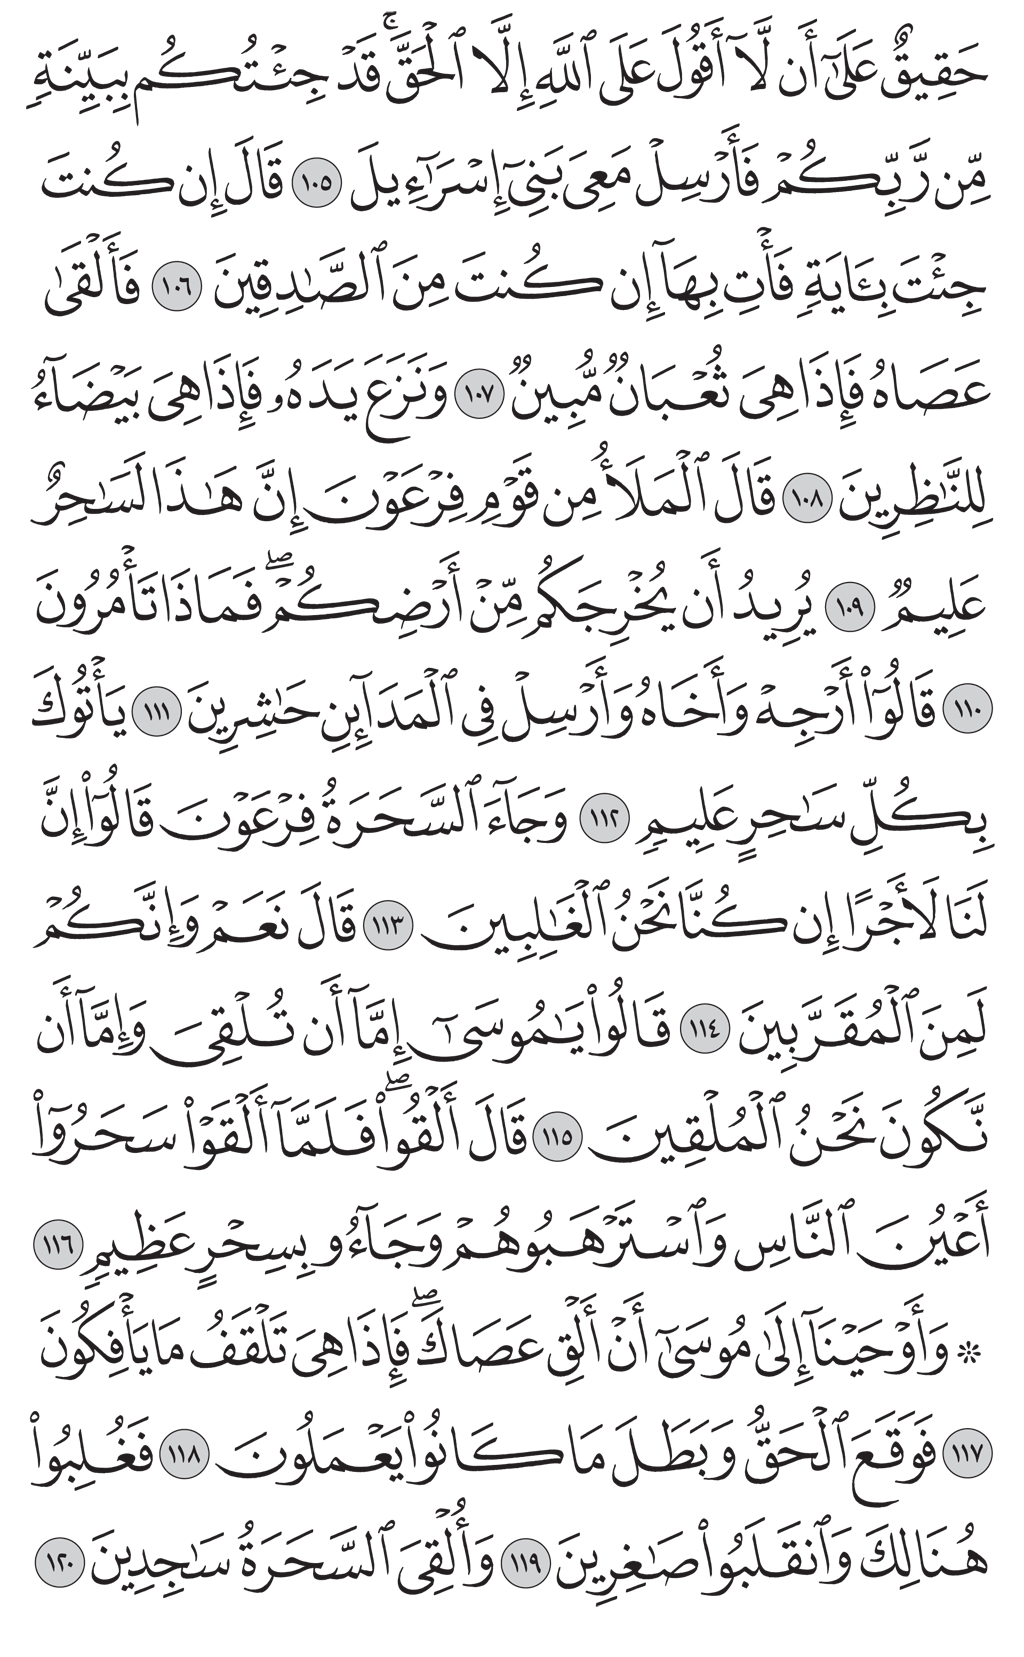 حَقِيقٌ عَلَىٰٓ أَن لَّآ أَقُولَ عَلَى ٱللَّهِ إِلَّا ٱلْحَقَّ ۚ قَدْ جِئْتُكُم بِبَيِّنَةٍ
مِّن رَّبِّكُمْ فَأَرْسِلْ مَعِىَ بَنِىٓ إِسْرَٰٓءِيلَ ١٠٥ قَالَ إِن كُنتَ
جِئْتَ بِـَٔايَةٍ فَأْتِ بِهَآ إِن كُنتَ مِنَ ٱلصَّٰدِقِينَ ١٠٦ فَأَلْقَىٰ
عَصَاهُ فَإِذَا هِىَ ثُعْبَانٌ مُّبِينٌ ١٠٧ وَنَزَعَ يَدَهُۥ فَإِذَا هِىَ بَيْضَآءُ
لِلنَّٰظِرِينَ ١٠٨ قَالَ ٱلْمَلَأُ مِن قَوْمِ فِرْعَوْنَ إِنَّ هَٰذَا لَسَٰحِرٌ
عَلِيمٌ ١٠٩ يُرِيدُ أَن يُخْرِجَكُم مِّنْ أَرْضِكُمْ ۖ فَمَاذَا تَأْمُرُونَ
١١٠ قَالُوٓا۟ أَرْجِهْ وَأَخَاهُ وَأَرْسِلْ فِى ٱلْمَدَآئِنِ حَٰشِرِينَ ١١١ يَأْتُوكَ
بِكُلِّ سَٰحِرٍ عَلِيمٍ ١١٢ وَجَآءَ ٱلسَّحَرَةُ فِرْعَوْنَ قَالُوٓا۟ إِنَّ
لَنَا لَأَجْرًا إِن كُنَّا نَحْنُ ٱلْغَٰلِبِينَ ١١٣ قَالَ نَعَمْ وَإِنَّكُمْ
لَمِنَ ٱلْمُقَرَّبِينَ ١١٤ قَالُوا۟ يَٰمُوسَىٰٓ إِمَّآ أَن تُلْقِىَ وَإِمَّآ أَن
نَّكُونَ نَحْنُ ٱلْمُلْقِينَ ١١٥ قَالَ أَلْقُوا۟ ۖ فَلَمَّآ أَلْقَوْا۟ سَحَرُوٓا۟
أَعْيُنَ ٱلنَّاسِ وَٱسْتَرْهَبُوهُمْ وَجَآءُو بِسِحْرٍ عَظِيمٍ ١١٦
۞ وَأَوْحَيْنَآ إِلَىٰ مُوسَىٰٓ أَنْ أَلْقِ عَصَاكَ ۖ فَإِذَا هِىَ تَلْقَفُ مَا يَأْفِكُونَ
١١٧ فَوَقَعَ ٱلْحَقُّ وَبَطَلَ مَا كَانُوا۟ يَعْمَلُونَ ١١٨ فَغُلِبُوا۟
هُنَالِكَ وَٱنقَلَبُوا۟ صَٰغِرِينَ ١١٩ وَأُلْقِىَ ٱلسَّحَرَةُ سَٰجِدِينَ ١٢٠